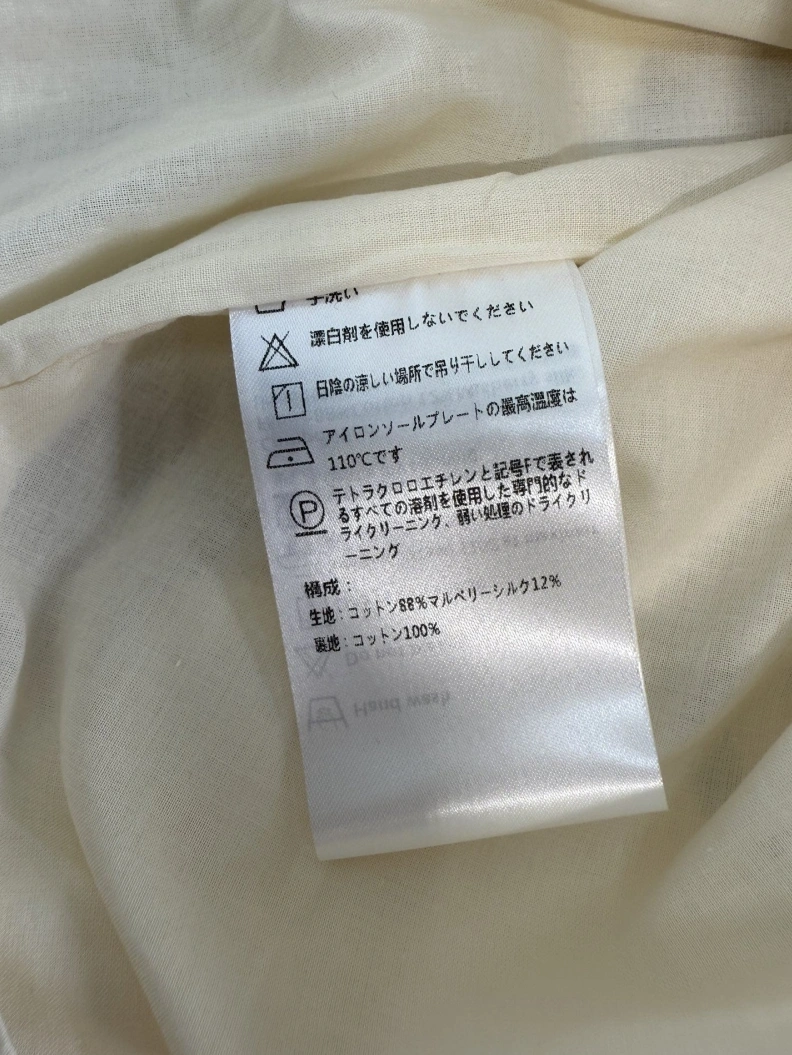 手洗い
漂白剤を使用しないでください
日陰の涼しい場所で吊り干ししてください
アイロンソールプレートの最高温度は
110℃です
P
テトラクロロエチレンと記号Fで表され
るすべての溶剤を使用した専門的なド
ライクリーニング、弱い処理のドライクリ
ーニング
構成：
生地：コットン88%マルベリーシルク12%
裏地：コットン100%
Hand wash